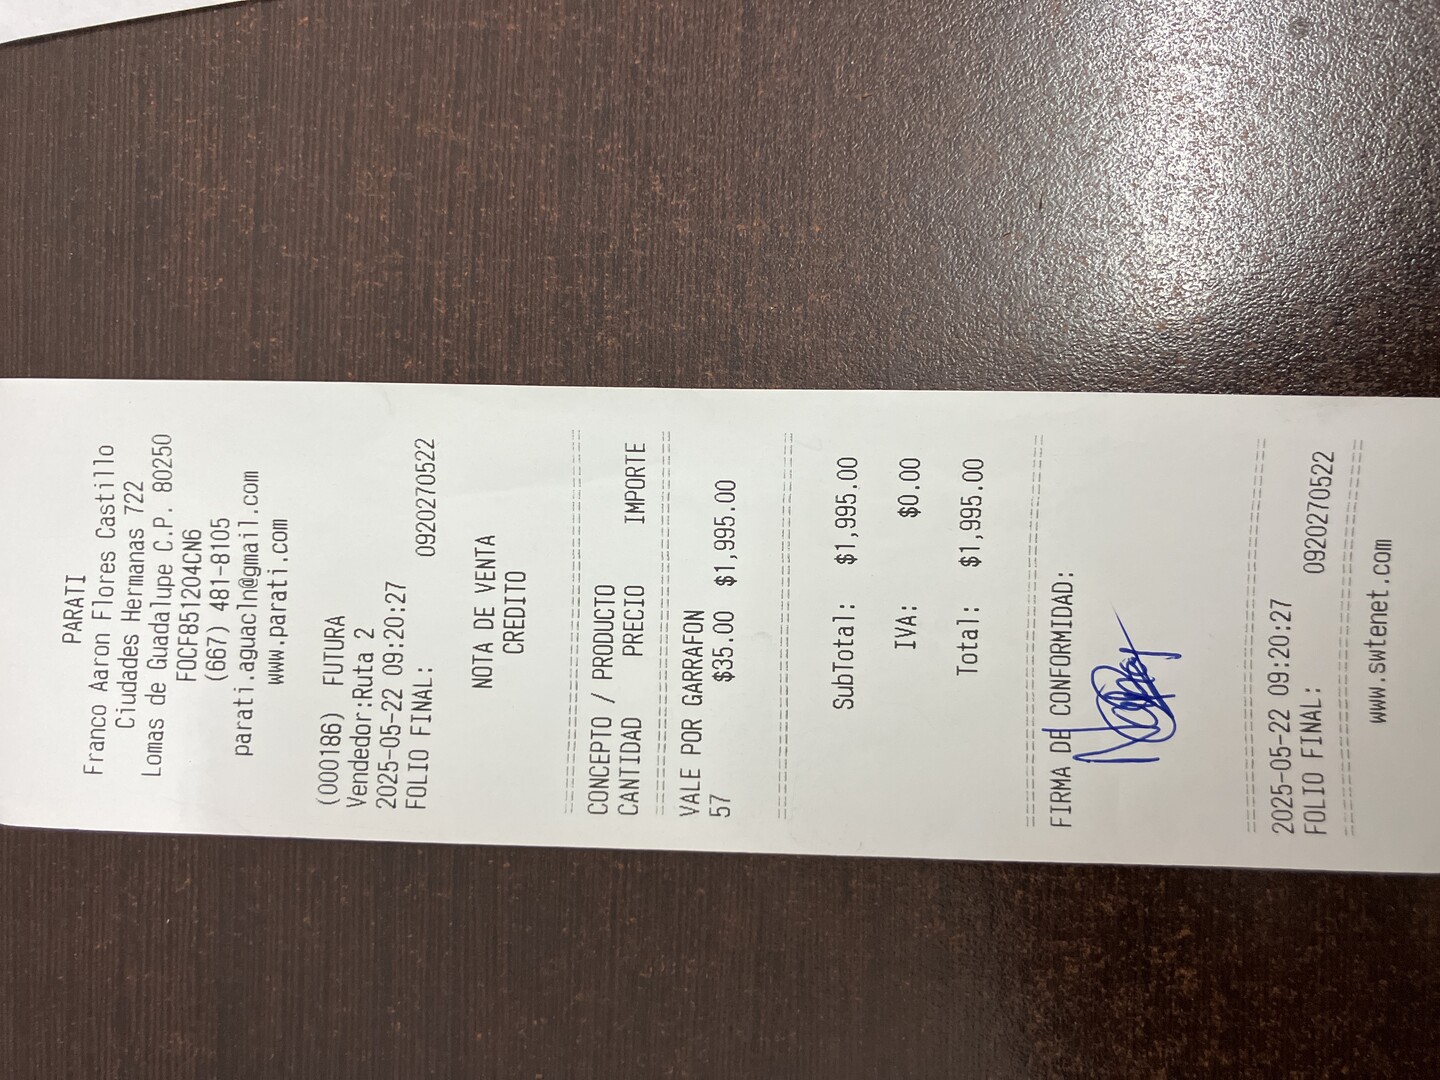 PARATI
Franco Aaron Flores Castillo
Ciudades Hermanas 722
Lomas de Guadalupe C.P. 80250
FOCF851204CN6
(667) 481-8105
parati.aguacln@gmail.com
www.parati.com
(000186) FUTURA
Vendedor:Ruta 2
2025-05-22 09:20:27
FOLIO FINAL: 0920270522
NOTA DE VENTA
CREDITO
CONCEPTO / PRODUCTO
CANTIDAD PRECIO IMPORTE
VALE POR GARRAFON
57 $35.00 $1,995.00
SubTotal: $1,995.00
IVA: $0.00
Total: $1,995.00
FIRMA DE CONFORMIDAD:
2025-05-22 09:20:27
FOLIO FINAL: 0920270522
www.swtenet.com